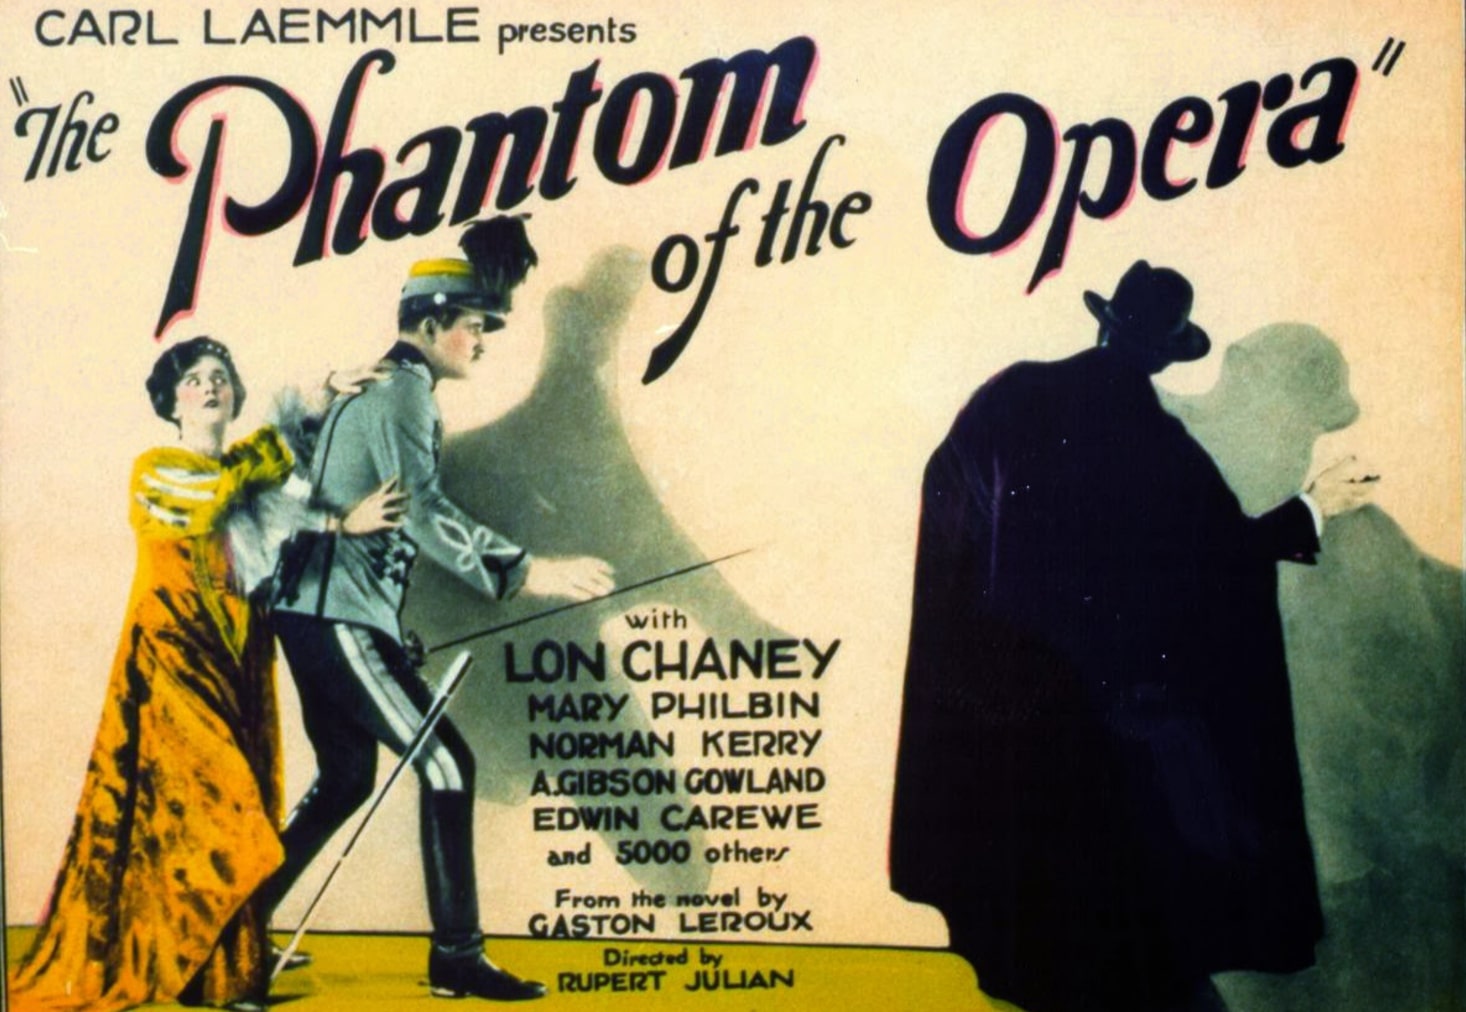 CARL LAEMMLE presents
"The Phantom
of the Opera"
with
LON CHANEY
MARY PHILBIN
NORMAN KERRY
A.GIBSON GOWLAND
EDWIN CAREWE
and 5000 others
From the novel by
GASTON LEROUX
Directed by
RUPERT JULIAN